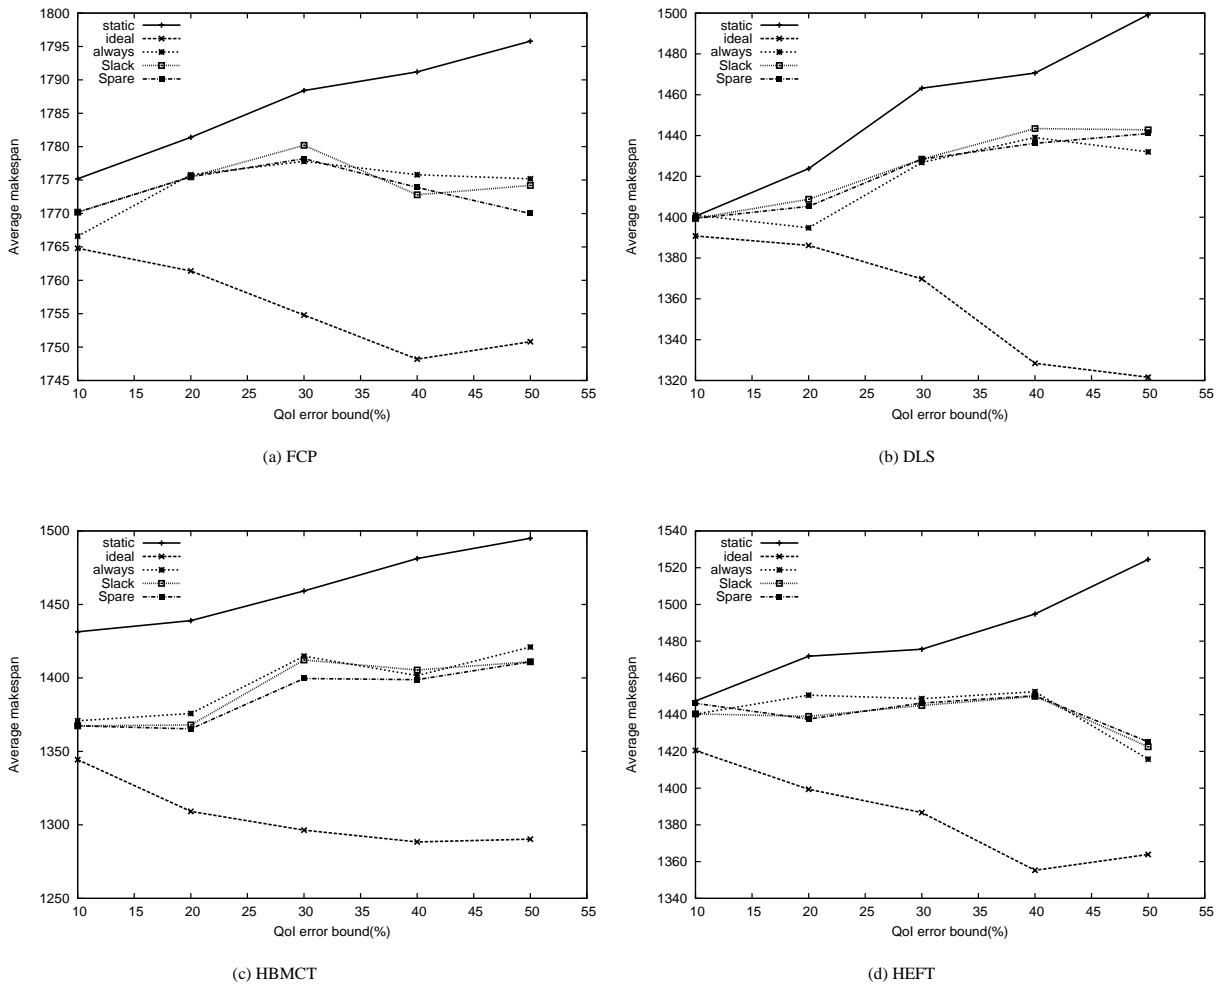 1800
1795
1790
1785
1780
1775
1770
1765
1760
1755
1750
1745
10 15 20 25 30 35 40 45 50 55
Average makespan
QoI error bound(%)
static
ideal
always
Slack
Spare
(a) FCP
1500
1480
1460
1440
1420
1400
1380
1360
1340
1320
10 15 20 25 30 35 40 45 50 55
Average makespan
QoI error bound(%)
static
ideal
always
Slack
Spare
(b) DLS
1500
1450
1400
1350
1300
1250
10 15 20 25 30 35 40 45 50 55
Average makespan
QoI error bound(%)
static
ideal
always
Slack
Spare
(c) HBMCT
1540
1520
1500
1480
1460
1440
1420
1400
1380
1360
1340
10 15 20 25 30 35 40 45 50 55
Average makespan
QoI error bound(%)
static
ideal
always
Slack
Spare
(d) HEFT